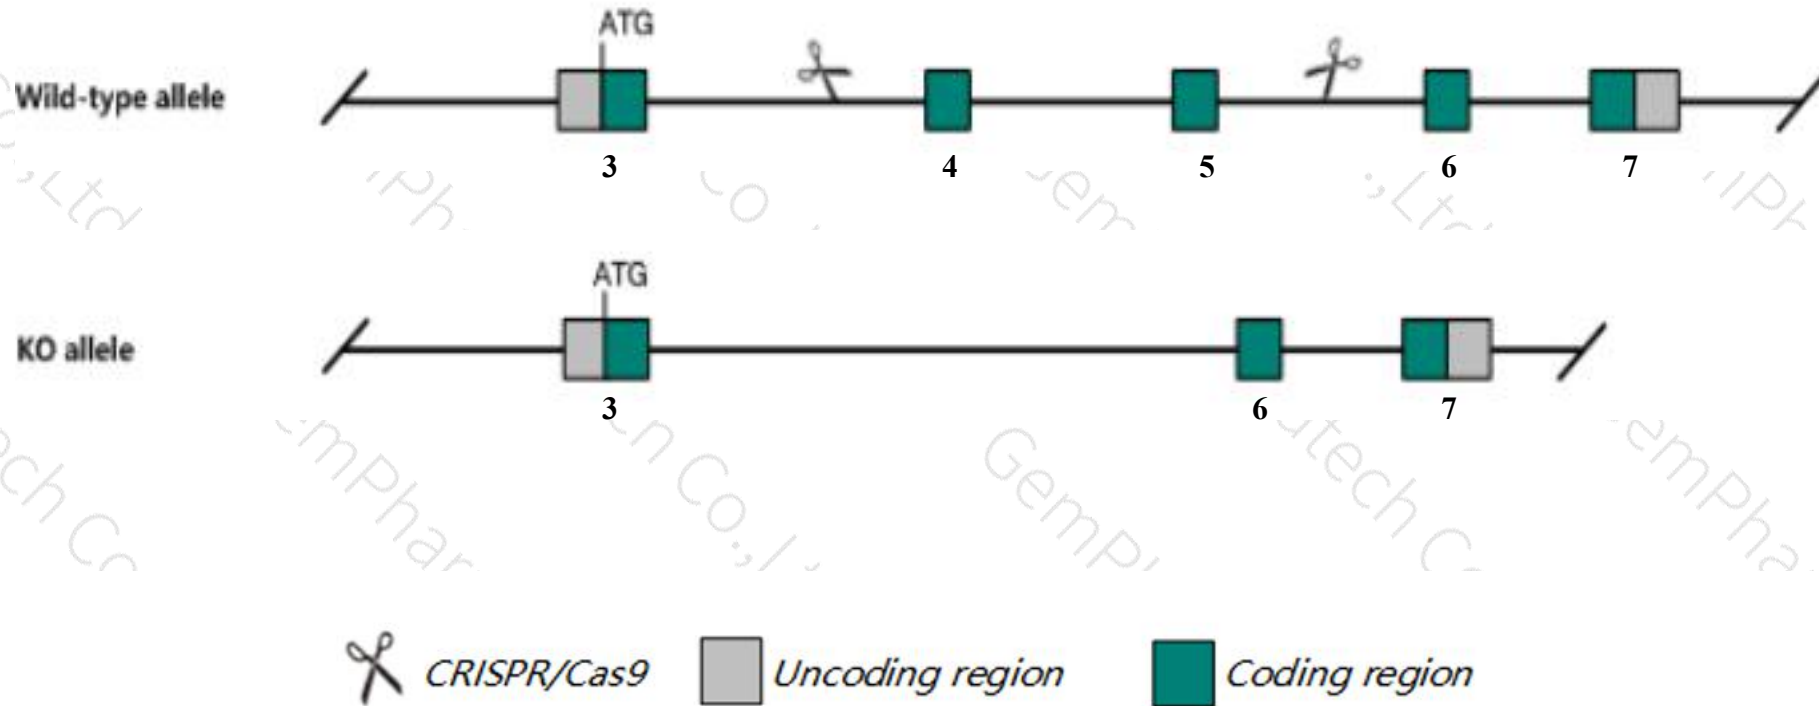 ATG
Wild-type allele
3 4 5 6 7
ATG
KO allele
3 6 7
CRISPR/Cas9 Uncoding region Coding region
GemPh